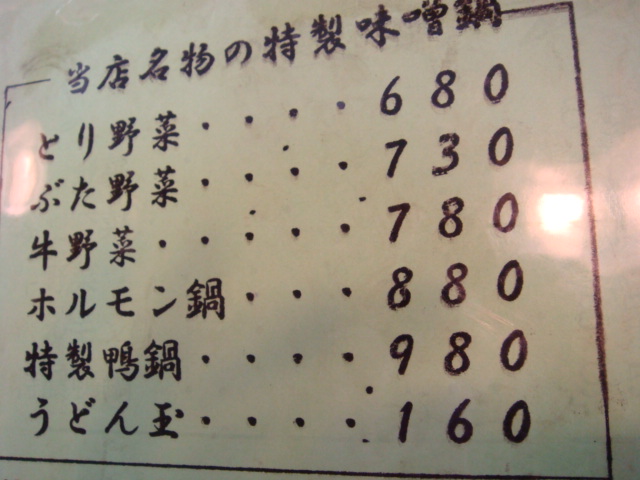 当店名物の特製味噌鍋
とり野菜・・・・680
ぶた野菜・・・・730
牛野菜・・・・・780
ホルモン鍋・・・880
特製鴨鍋・・・・980
うどん玉・・・・160